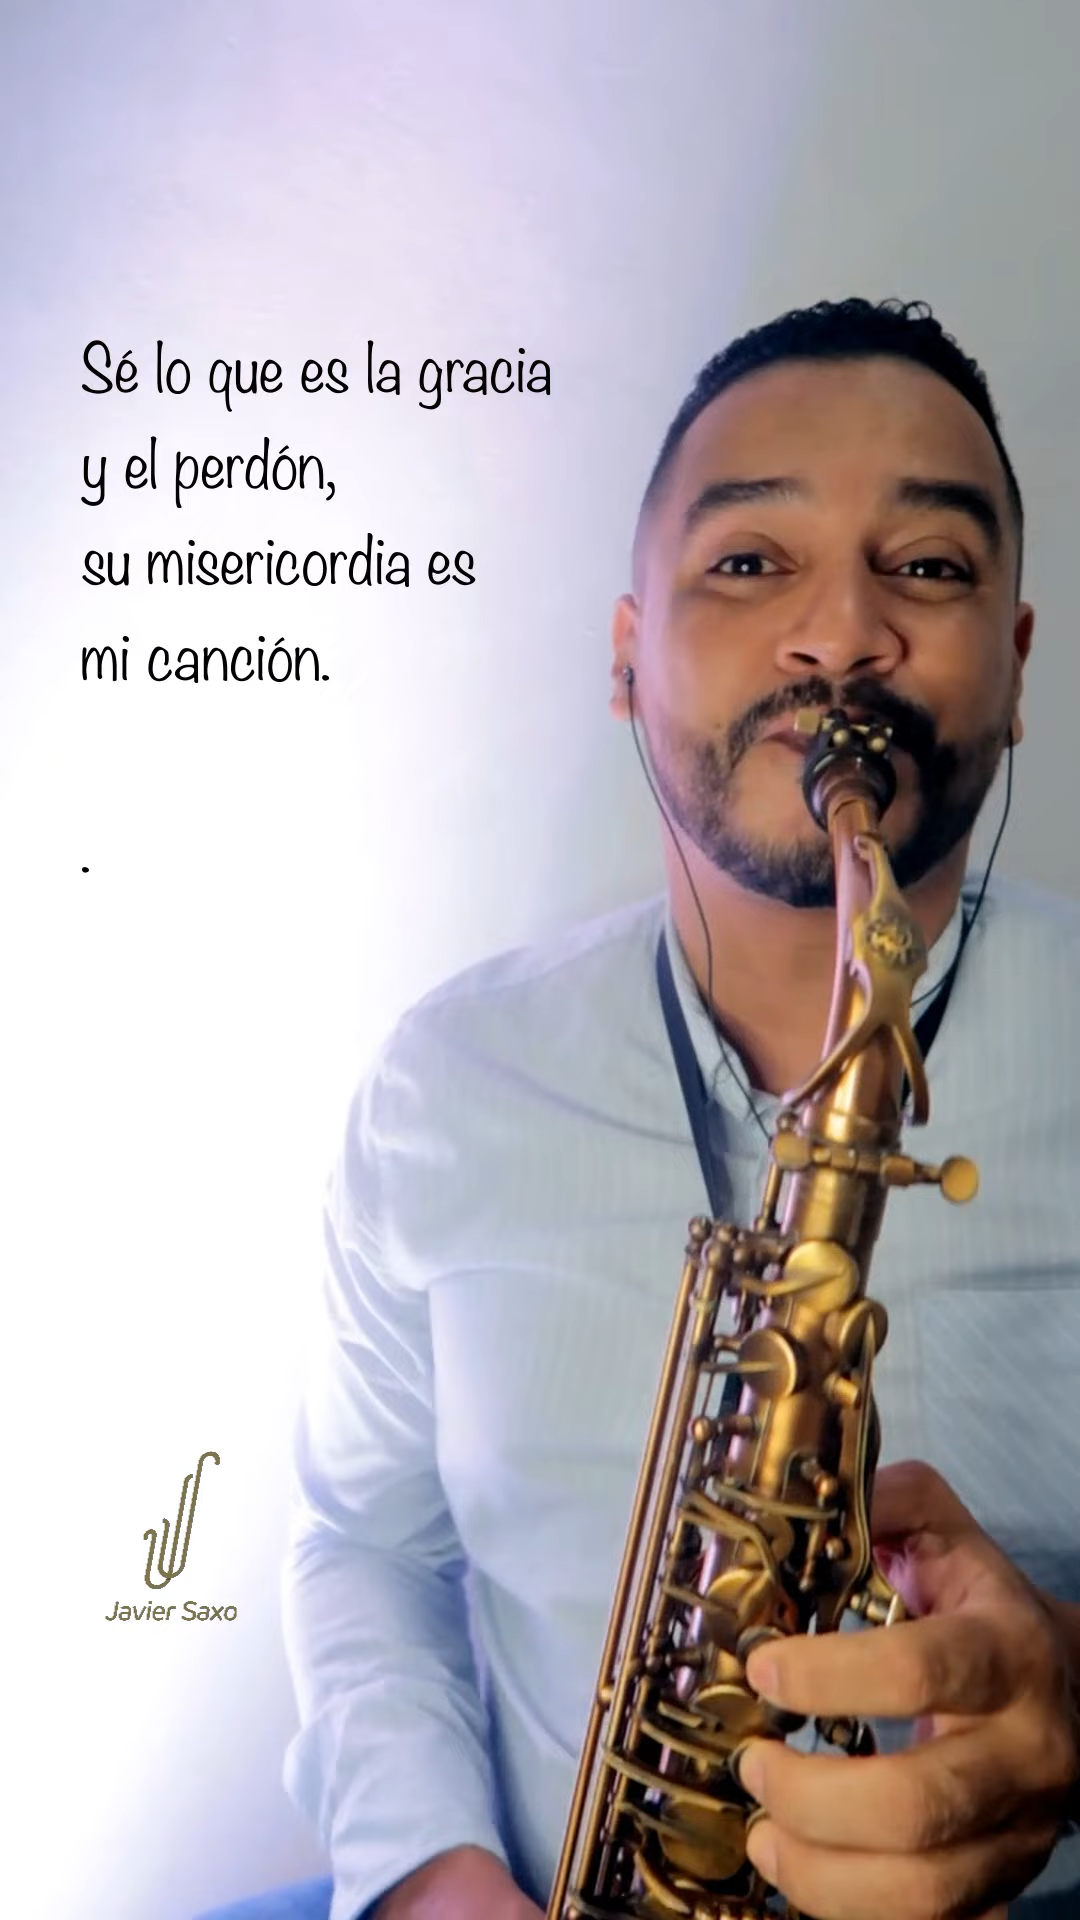 Sé lo que es la gracia
y el perdón,
su misericordia es
mi canción.
.
Javier Saxo